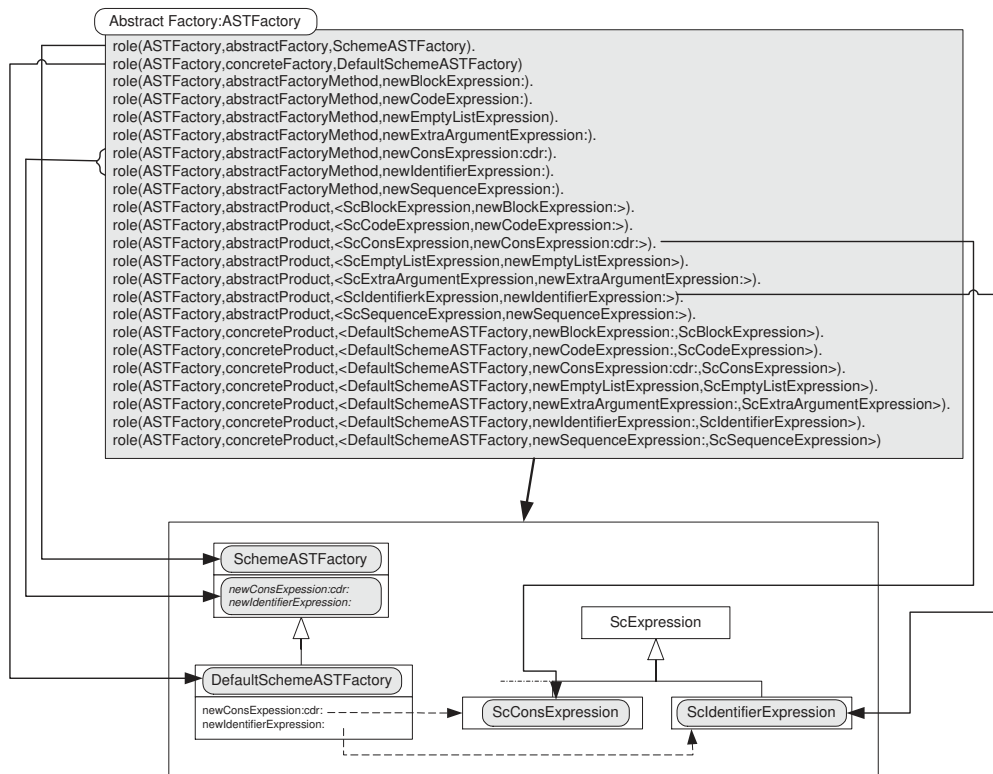 Abstract Factory:ASTFactory
role(ASTFactory,abstractFactory,SchemeASTFactory).
role(ASTFactory,concreteFactory,DefaultSchemeASTFactory)
role(ASTFactory,abstractFactoryMethod,newBlockExpression:).
role(ASTFactory,abstractFactoryMethod,newCodeExpression:).
role(ASTFactory,abstractFactoryMethod,newEmptyListExpression).
role(ASTFactory,abstractFactoryMethod,newExtraArgumentExpression:).
role(ASTFactory,abstractFactoryMethod,newConsExpression:cdr:).
role(ASTFactory,abstractFactoryMethod,newIdentifierExpression:).
role(ASTFactory,abstractFactoryMethod,newSequenceExpression:).
role(ASTFactory,abstractProduct,<ScBlockExpression,newBlockExpression:>).
role(ASTFactory,abstractProduct,<ScCodeExpression,newCodeExpression:>).
role(ASTFactory,abstractProduct,<ScConsExpression,newConsExpression:cdr:>).
role(ASTFactory,abstractProduct,<ScEmptyListExpression,newEmptyListExpression>).
role(ASTFactory,abstractProduct,<ScExtraArgumentExpression,newExtraArgumentExpression:>).
role(ASTFactory,abstractProduct,<ScIdentifierkExpression,newIdentifierExpression:>).
role(ASTFactory,abstractProduct,<ScSequenceExpression,newSequenceExpression:>).
role(ASTFactory,concreteProduct,<DefaultSchemeASTFactory,newBlockExpression:,ScBlockExpression>).
role(ASTFactory,concreteProduct,<DefaultSchemeASTFactory,newCodeExpression:,ScCodeExpression>).
role(ASTFactory,concreteProduct,<DefaultSchemeASTFactory,newConsExpression:cdr:,ScConsExpression>).
role(ASTFactory,concreteProduct,<DefaultSchemeASTFactory,newEmptyListExpression,ScEmptyListExpression>).
role(ASTFactory,concreteProduct,<DefaultSchemeASTFactory,newExtraArgumentExpression:,ScExtraArgumentExpression>).
role(ASTFactory,concreteProduct,<DefaultSchemeASTFactory,newIdentifierExpression:,ScIdentifierExpression>).
role(ASTFactory,concreteProduct,<DefaultSchemeASTFactory,newSequenceExpression:,ScSequenceExpression>)
SchemeASTFactory
newConsExpession:cdr:
newIdentifierExpression:
ScExpression
DefaultSchemeASTFactory
newConsExpession:cdr:
newIdentifierExpression:
ScConsExpression
ScIdentifierExpression